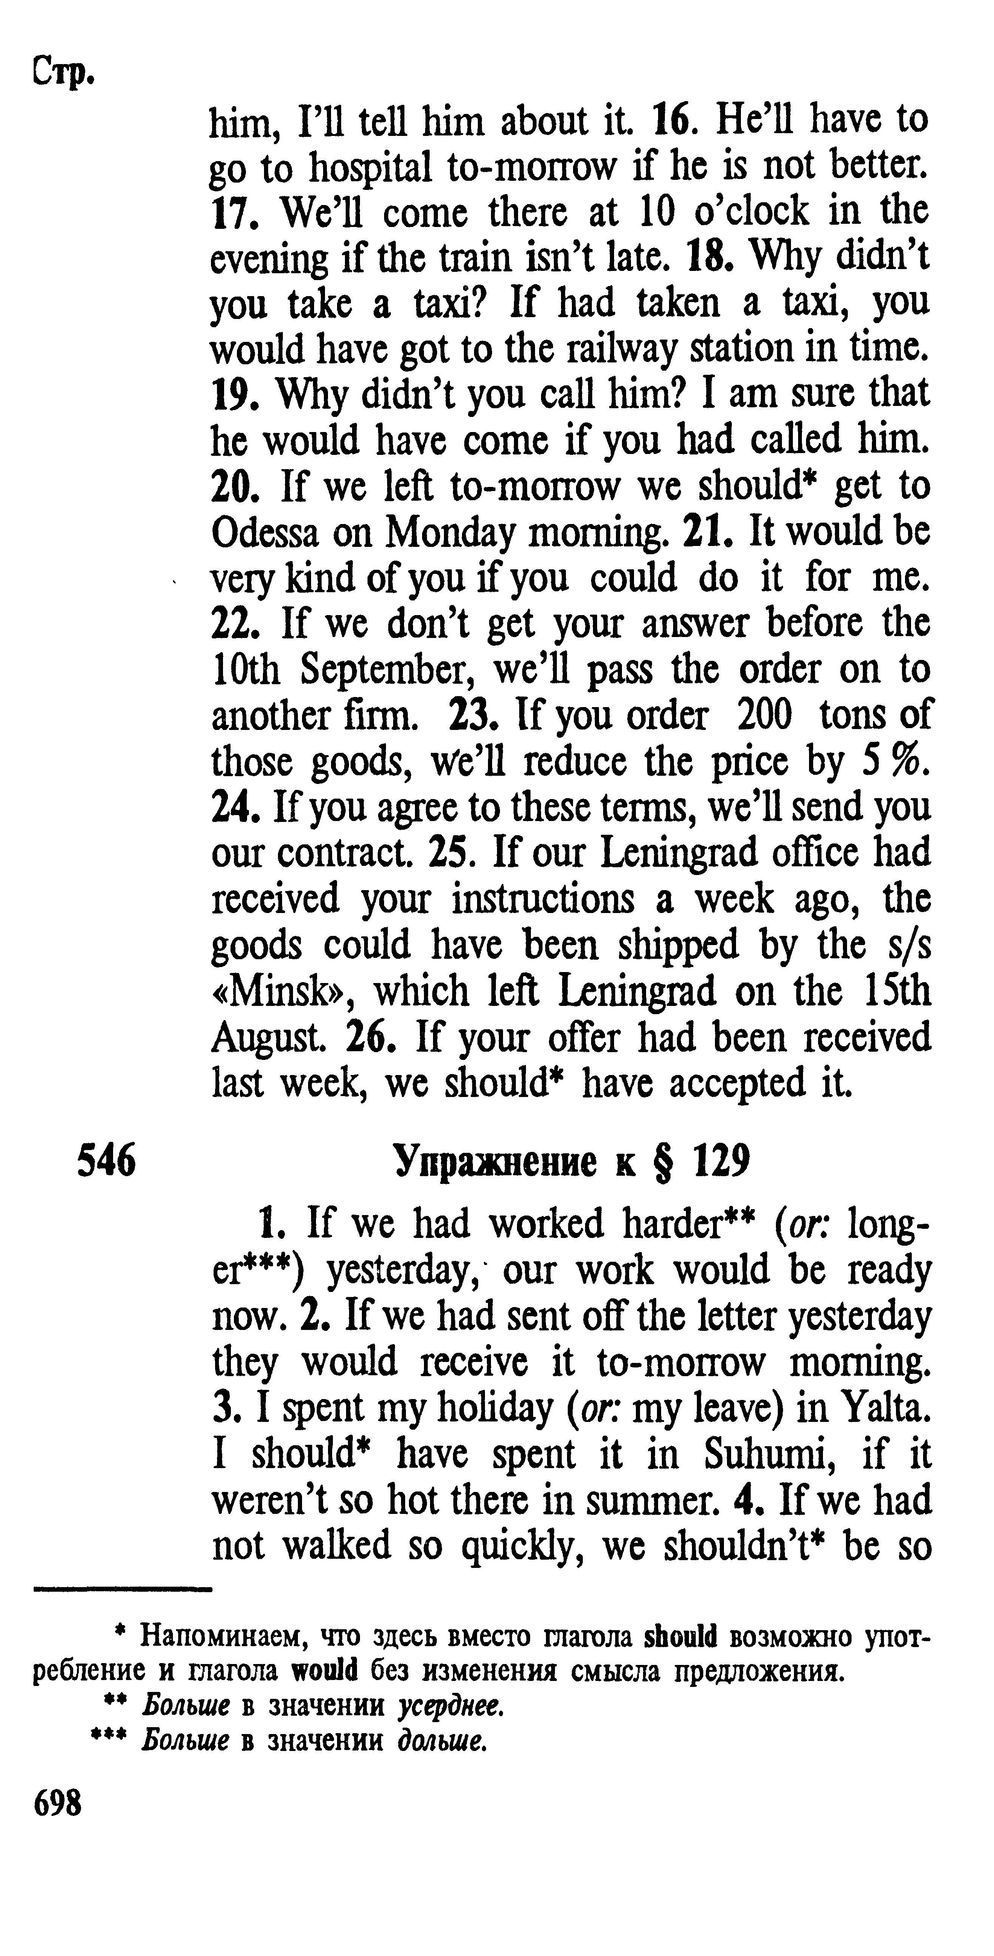 Стр.
him, I'll tell him about it. 16. He'll have to
go to hospital to-morrow if he is not better.
17. We'll come there at 10 o'clock in the
evening if the train isn't late. 18. Why didn't
you take a taxi? If had taken a taxi, you
would have got to the railway station in time.
19. Why didn't you call him? I am sure that
he would have come if you had called him.
20. If we left to-morrow we should* get to
Odessa on Monday morning. 21. It would be
very kind of you if you could do it for me.
22. If we don't get your answer before the
10th September, we'll pass the order on to
another firm. 23. If you order 200 tons of
those goods, we'll reduce the price by 5 %.
24. If you agree to these terms, we'll send you
our contract. 25. If our Leningrad office had
received your instructions a week ago, the
goods could have been shipped by the s/s
«Minsk», which left Leningrad on the 15th
August. 26. If your offer had been received
last week, we should* have accepted it.
546 Упражнение к § 129
1. If we had worked harder** (or: long-
er***) yesterday, our work would be ready
now. 2. If we had sent off the letter yesterday
they would receive it to-morrow morning.
3. I spent my holiday (or: my leave) in Yalta.
I should* have spent it in Suhumi, if it
weren't so hot there in summer. 4. If we had
not walked so quickly, we shouldn't* be so
* Напоминаем, что здесь вместо глагола should возможно упот-
ребление и глагола would без изменения смысла предложения.
** Больше в значении усерднее.
*** Больше в значении дольше.
698